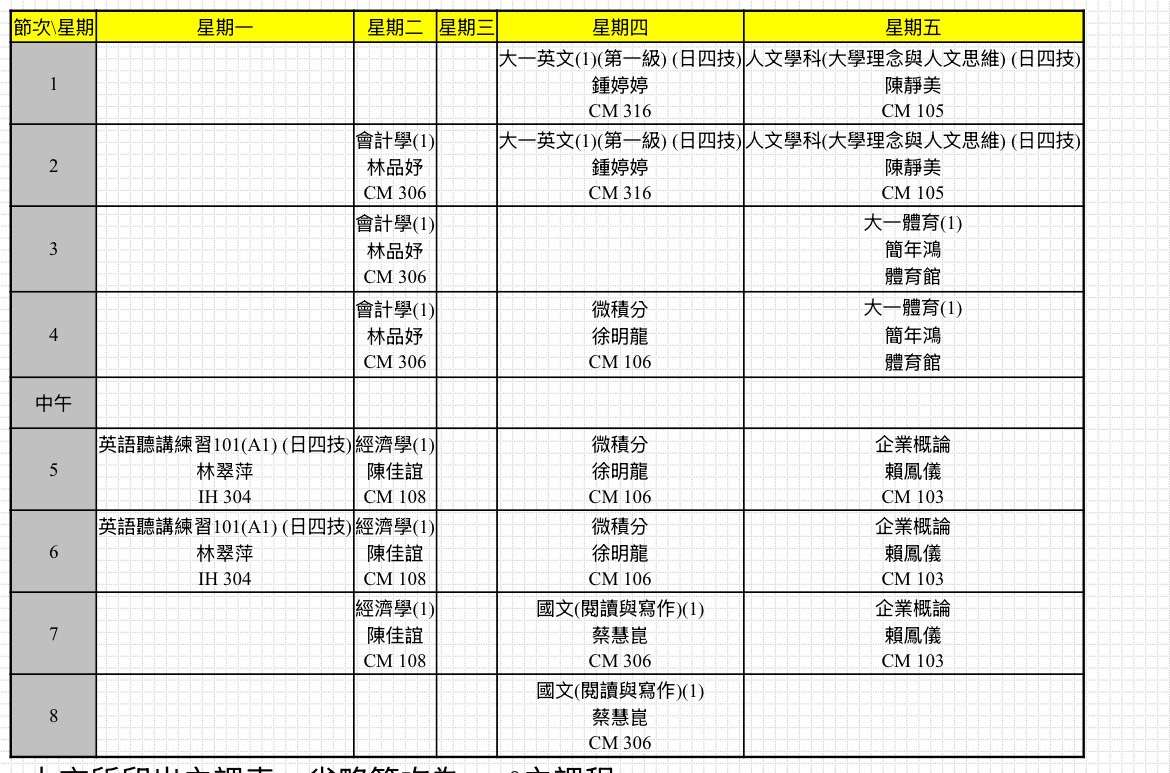 節次\星期 星期一 星期二 星期三 星期四 星期五
1
大一英文(1)(第一級) (日四技)
鍾婷婷
CM 316
人文學科(大學理念與人文思維) (日四技)
陳靜美
CM 105
2
會計學(1)
林品妤
CM 306
大一英文(1)(第一級) (日四技)
鍾婷婷
CM 316
人文學科(大學理念與人文思維) (日四技)
陳靜美
CM 105
3
會計學(1)
林品妤
CM 306
大一體育(1)
簡年鴻
體育館
4
會計學(1)
林品妤
CM 306
微積分
徐明龍
CM 106
大一體育(1)
簡年鴻
體育館
中午
5
英語聽講練習101(A1) (日四技)
林翠萍
IH 304
經濟學(1)
陳佳誼
CM 108
微積分
徐明龍
CM 106
企業概論
賴鳳儀
CM 103
6
英語聽講練習101(A1) (日四技)
林翠萍
IH 304
經濟學(1)
陳佳誼
CM 108
微積分
徐明龍
CM 106
企業概論
賴鳳儀
CM 103
7
經濟學(1)
陳佳誼
CM 108
國文(閱讀與寫作)(1)
蔡慧崑
CM 306
企業概論
賴鳳儀
CM 103
8
國文(閱讀與寫作)(1)
蔡慧崑
CM 306